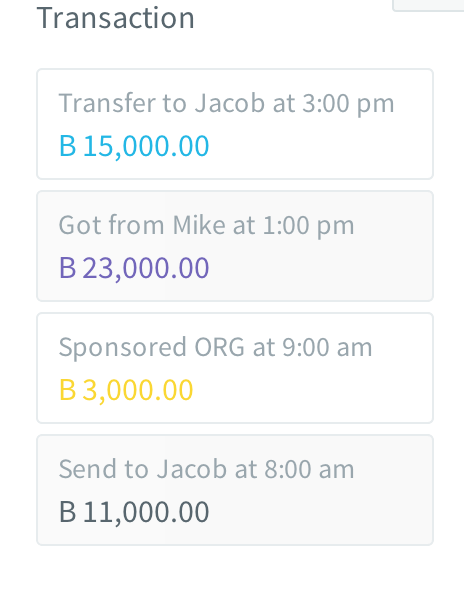 Transaction
Transfer to Jacob at 3:00 pm
B 15,000.00
Got from Mike at 1:00 pm
B 23,000.00
Sponsored ORG at 9:00 am
B 3,000.00
Send to Jacob at 8:00 am
B 11,000.00